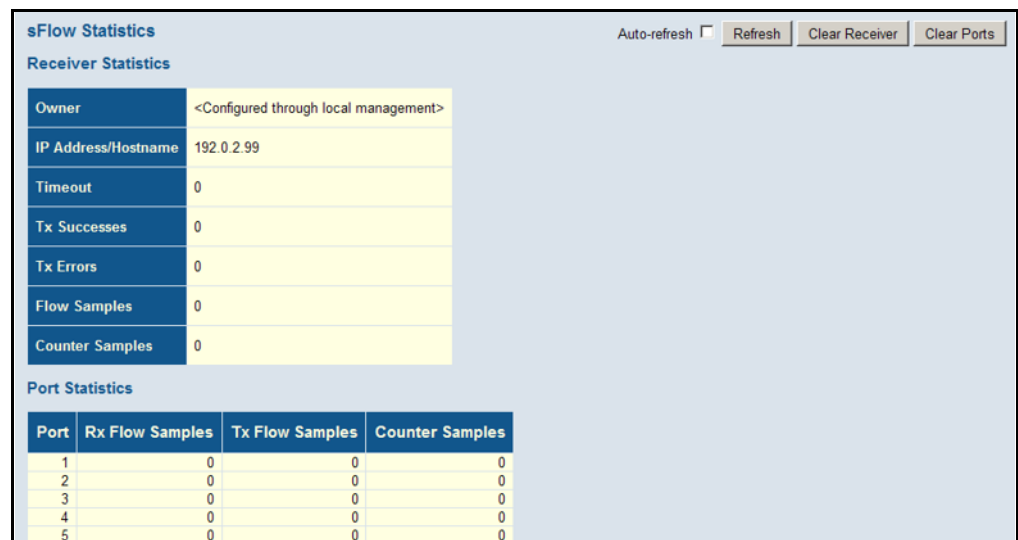 sFlow Statistics
Auto-refresh Refresh Clear Receiver Clear Ports
Receiver Statistics
Owner <Configured through local management>
IP Address/Hostname 192.0.2.99
Timeout 0
Tx Successes 0
Tx Errors 0
Flow Samples 0
Counter Samples 0
Port Statistics
Port Rx Flow Samples Tx Flow Samples Counter Samples
1 0 0 0
2 0 0 0
3 0 0 0
4 0 0 0
5 0 0 0